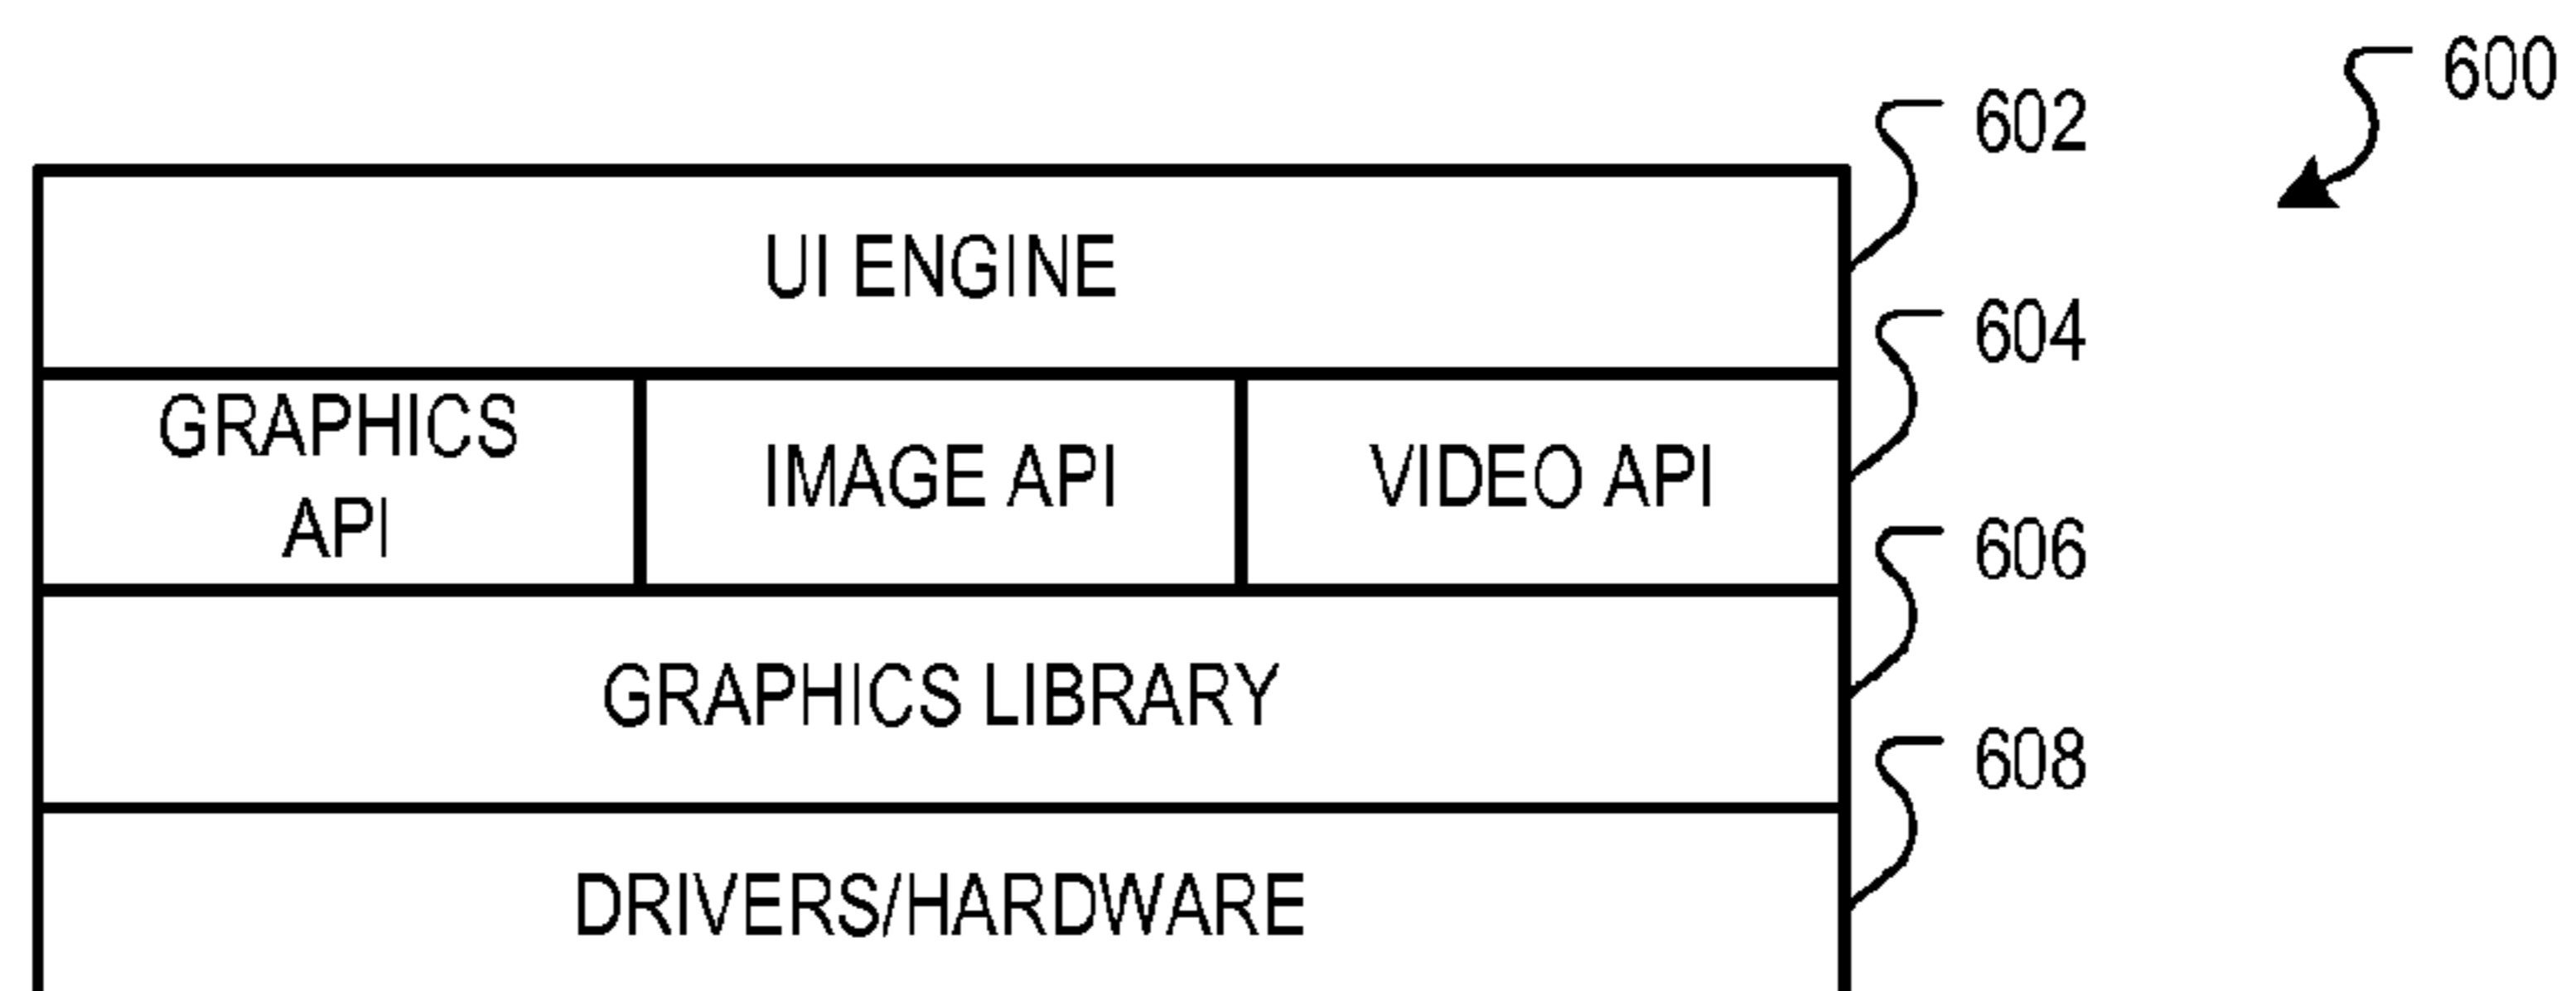 600
602
UI ENGINE
604
GRAPHICS
API
IMAGE API
VIDEO API
606
GRAPHICS LIBRARY
608
DRIVERS/HARDWARE